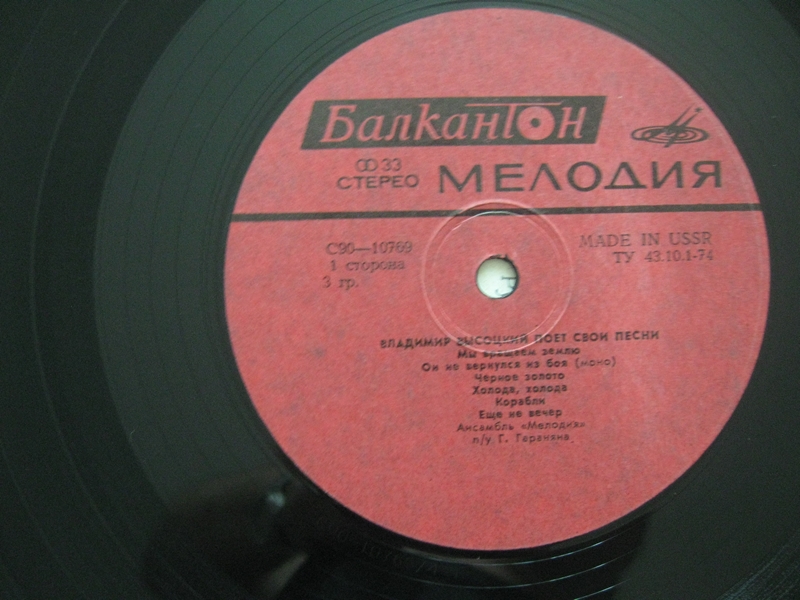 Балкантон
33
СТЕРЕО
МЕЛОДИЯ
С90—10769
1 сторона
3 гр.
MADE IN USSR
ТУ 43.10.1-74
ВЛАДИМИР ВЫСОЦКИЙ ПОЕТ СВОИ ПЕСНИ
Мы вращаем землю
Он не вернулся из боя (моно)
Черное золото
Холода, холода
Корабли
Еще не вечер
Ансамбль «Мелодия»
п/у Г. Гараняна